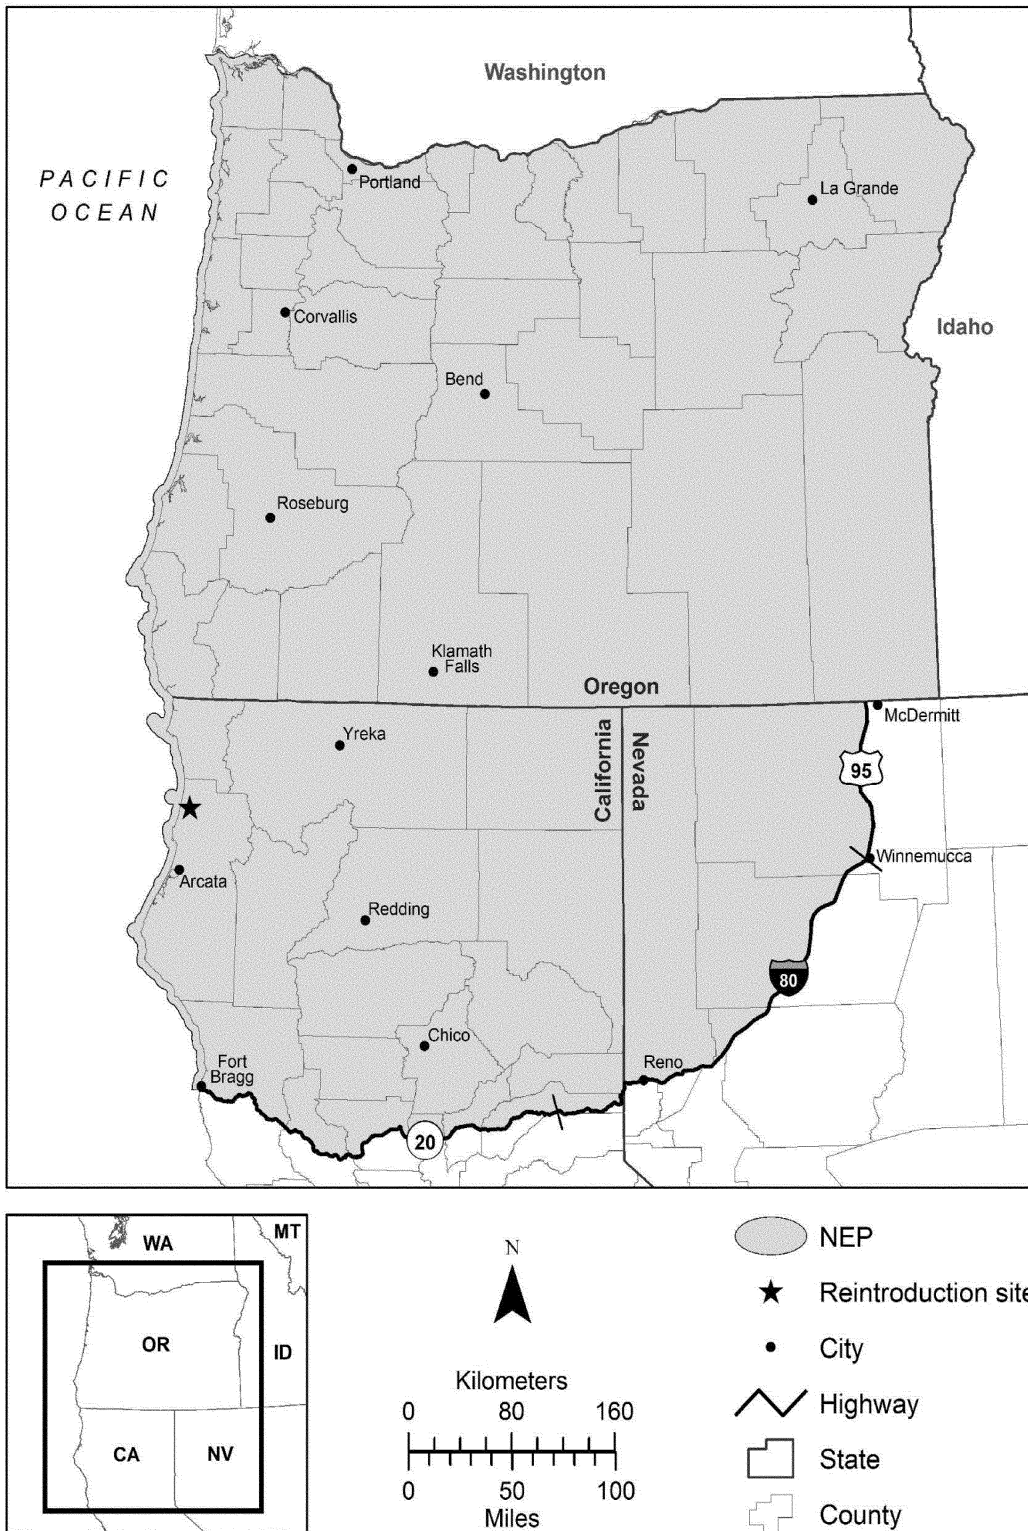 Washington
PACIFIC
OCEAN
Portland
La Grande
Corvallis
Idaho
Bend
Roseburg
Klamath
Falls
Oregon
McDermitt
Yreka
California
Nevada
95
Winnemucca
Arcata
Redding
80
Chico
Reno
Fort
Bragg
20
WA
MT
OR
ID
CA
NV
N
Kilometers
0 80 160
0 50 100
Miles
NEP
Reintroduction site
City
Highway
State
County